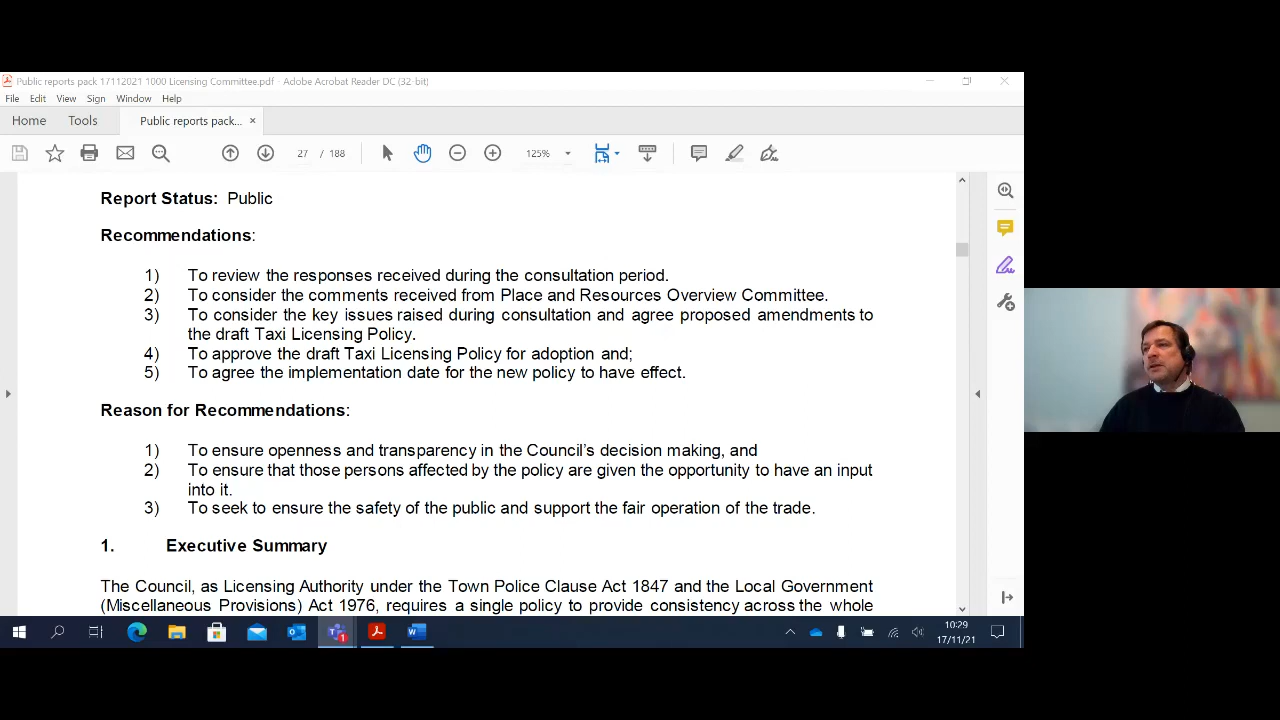 Public reports pack 17112021 1000 Licensing Committee.pdf - Adobe Acrobat Reader DC (32-bit)
File Edit View Sign Window Help
Home Tools Public reports pack... ×
27 / 188 125%
Report Status: Public
Recommendations:
1) To review the responses received during the consultation period.
2) To consider the comments received from Place and Resources Overview Committee.
3) To consider the key issues raised during consultation and agree proposed amendments to
the draft Taxi Licensing Policy.
4) To approve the draft Taxi Licensing Policy for adoption and;
5) To agree the implementation date for the new policy to have effect.
Reason for Recommendations:
1) To ensure openness and transparency in the Council's decision making, and
2) To ensure that those persons affected by the policy are given the opportunity to have an input
into it.
3) To seek to ensure the safety of the public and support the fair operation of the trade.
1. Executive Summary
The Council, as Licensing Authority under the Town Police Clause Act 1847 and the Local Government
(Miscellaneous Provisions) Act 1976, requires a single policy to provide consistency across the whole
10:29
17/11/21